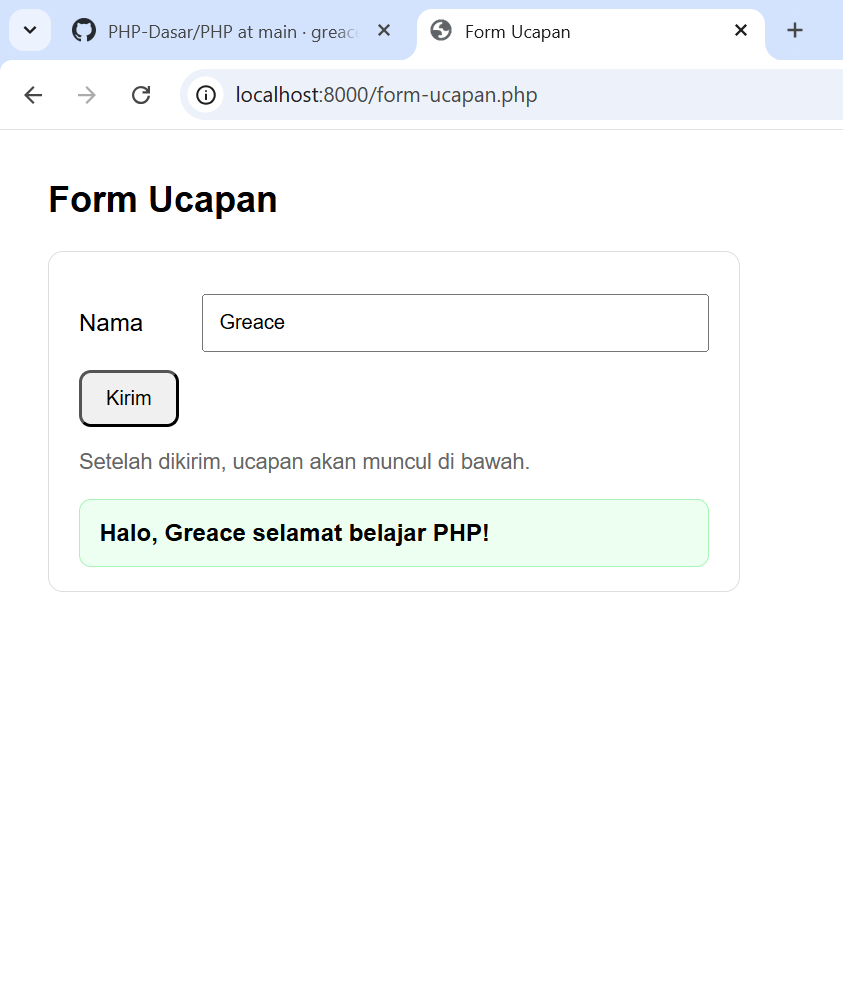 PHP-Dasar/PHP at main · greac
Form Ucapan
localhost:8000/form-ucapan.php
Form Ucapan
Nama
Greace
Kirim
Setelah dikirim, ucapan akan muncul di bawah.
Halo, Greace selamat belajar PHP!